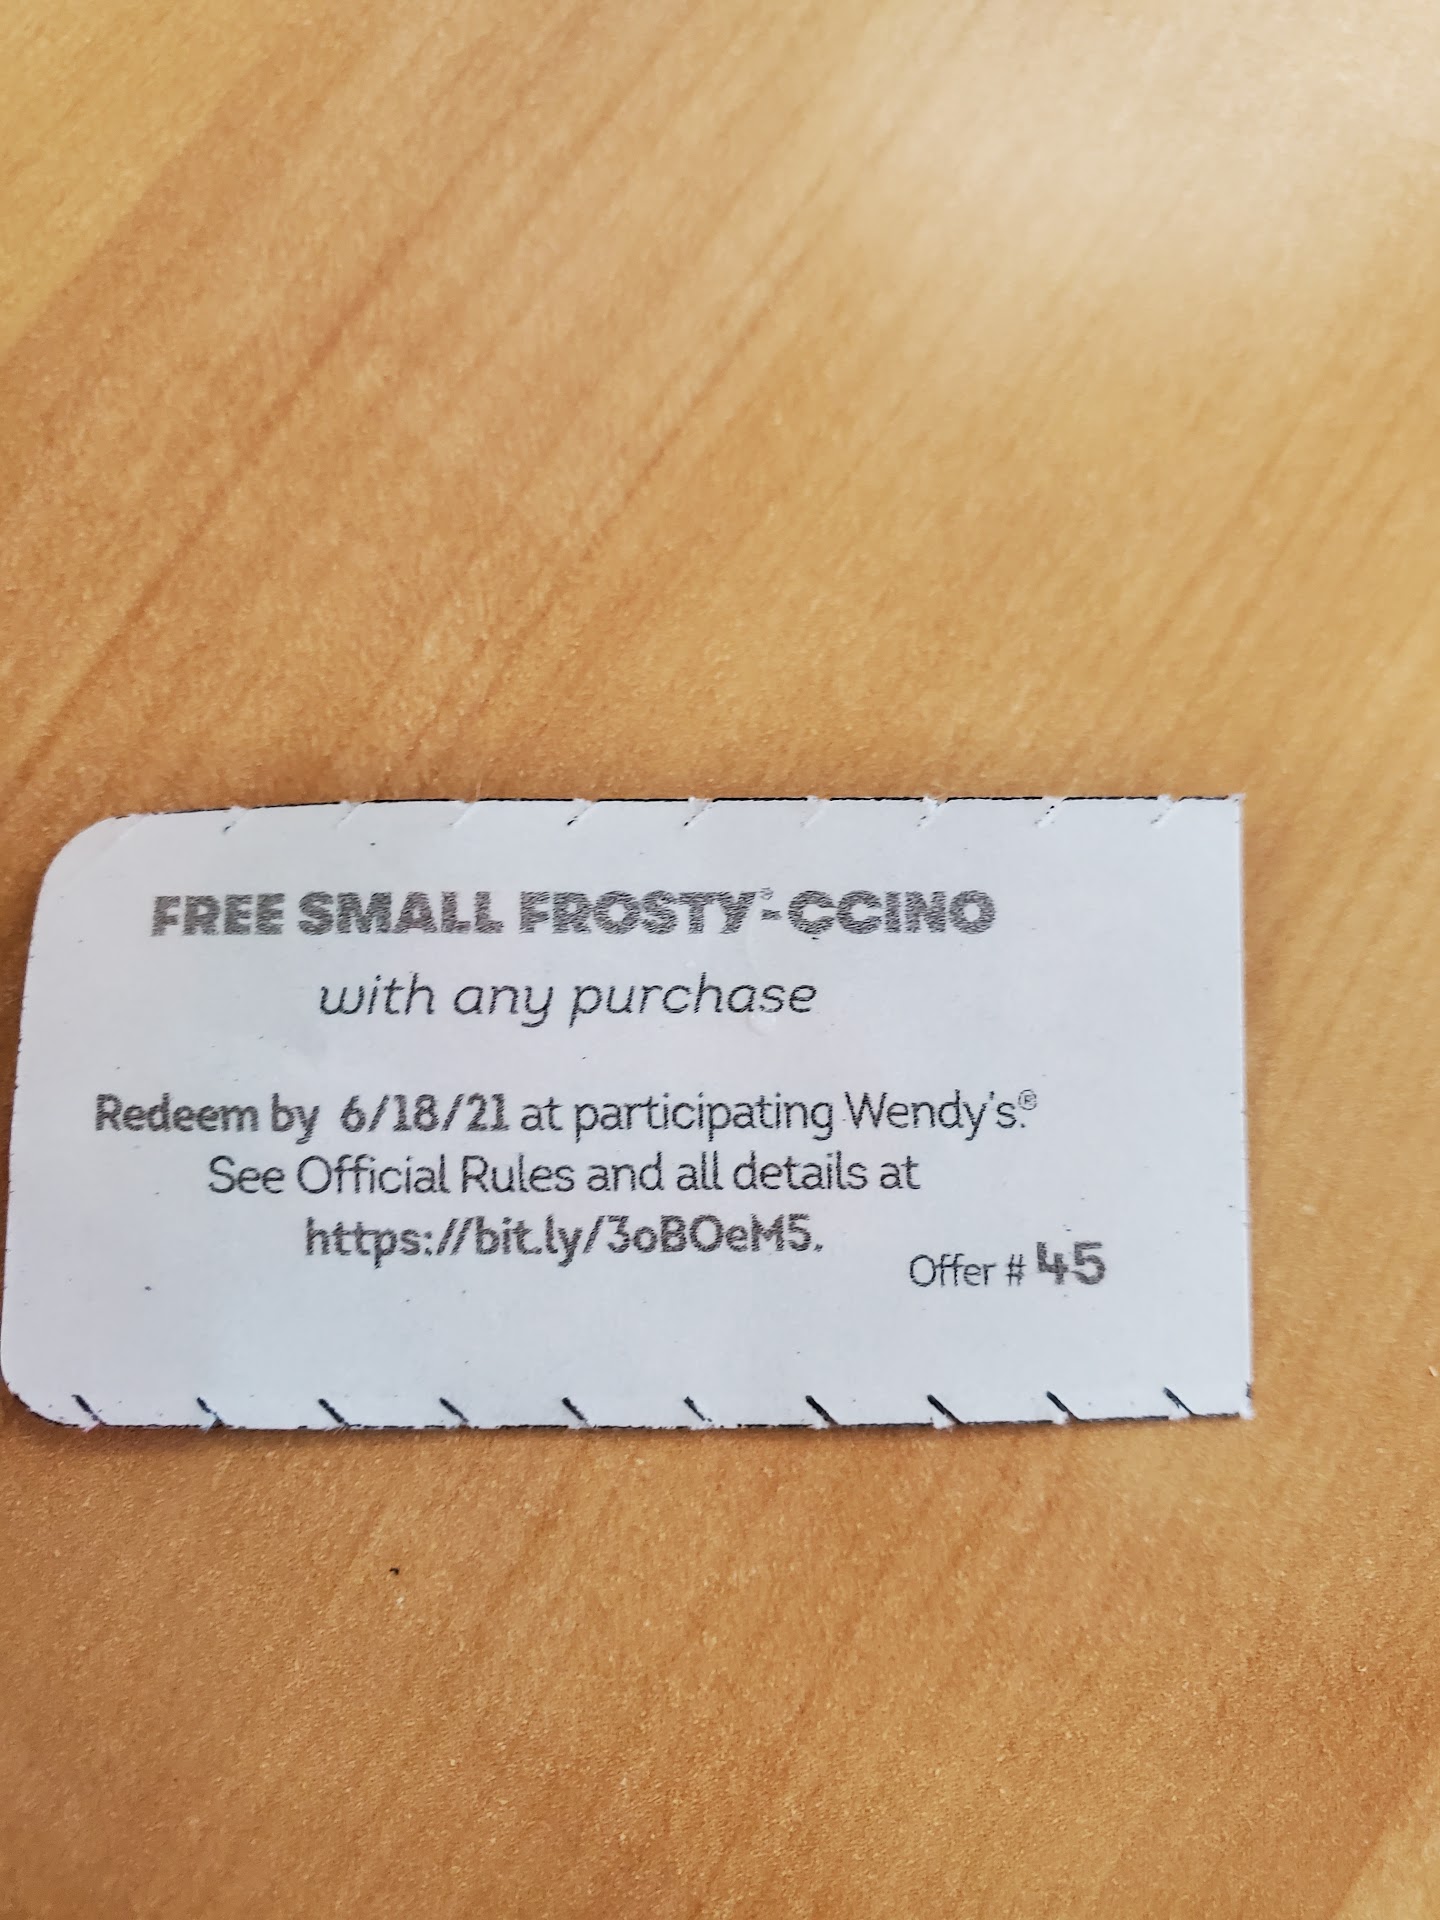 FREE SMALL FROSTY®-CCINO
with any purchase
Redeem by 6/18/21 at participating Wendy's.®
See Official Rules and all details at
https://bit.ly/3oBOeM5.
Offer # 45